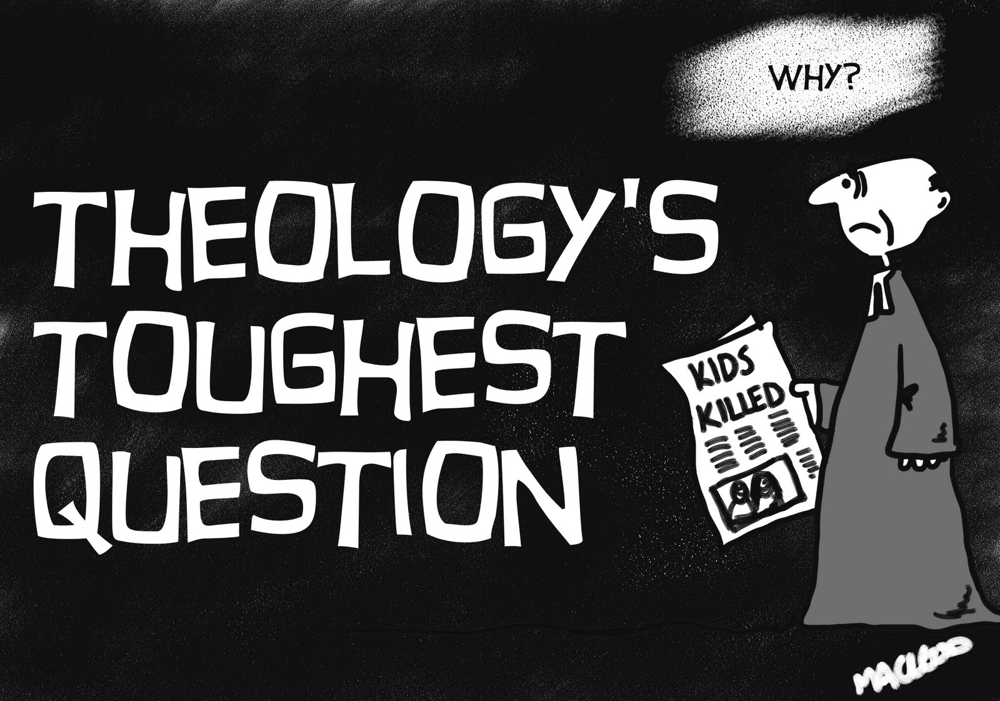 WHY?
THEOLOGY'S
TOUGHEST
QUESTION
KIDS
KILLED
MACLEOD